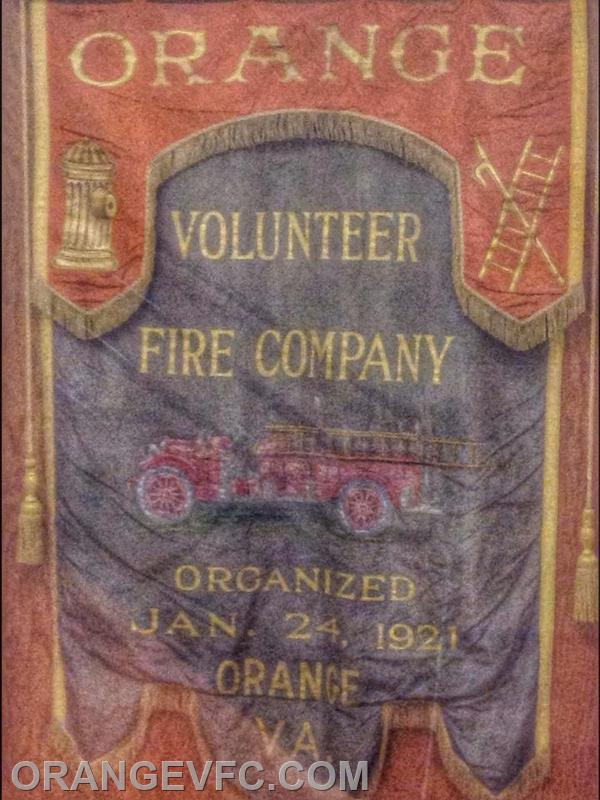 ORANGE
VOLUNTEER
FIRE COMPANY
ORGANIZED
JAN. 24, 1921
ORANGE
VA.
ORANGEVFC.COM